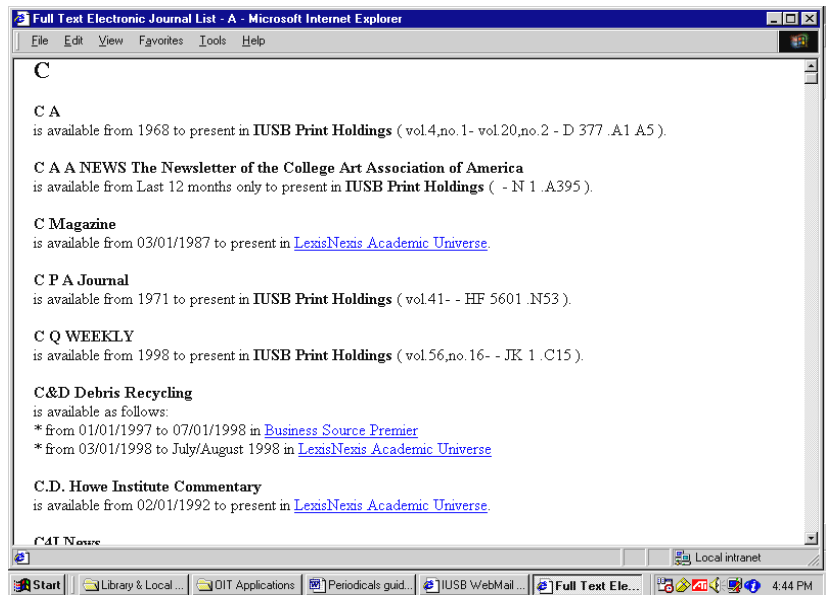 Full Text Electronic Journal List - A - Microsoft Internet Explorer
File Edit View Favorites Tools Help
C
C A
is available from 1968 to present in IUSB Print Holdings ( vol.4,no.1- vol.20,no.2 - D 377 .A1 A5 ).
C A A NEWS The Newsletter of the College Art Association of America
is available from Last 12 months only to present in IUSB Print Holdings ( - N 1 .A395 ).
C Magazine
is available from 03/01/1987 to present in LexisNexis Academic Universe.
C P A Journal
is available from 1971 to present in IUSB Print Holdings ( vol.41- - HF 5601 .N53 ).
C Q WEEKLY
is available from 1998 to present in IUSB Print Holdings ( vol.56,no.16- - JK 1 .C15 ).
C&D Debris Recycling
is available as follows:
* from 01/01/1997 to 07/01/1998 in Business Source Premier
* from 03/01/1998 to July/August 1998 in LexisNexis Academic Universe
C.D. Howe Institute Commentary
is available from 02/01/1992 to present in LexisNexis Academic Universe.
C4I News
Local intranet
Start Library & Local ... OIT Applications Periodicals guid... IUSB WebMail ... Full Text Ele... ATI 4:44 PM